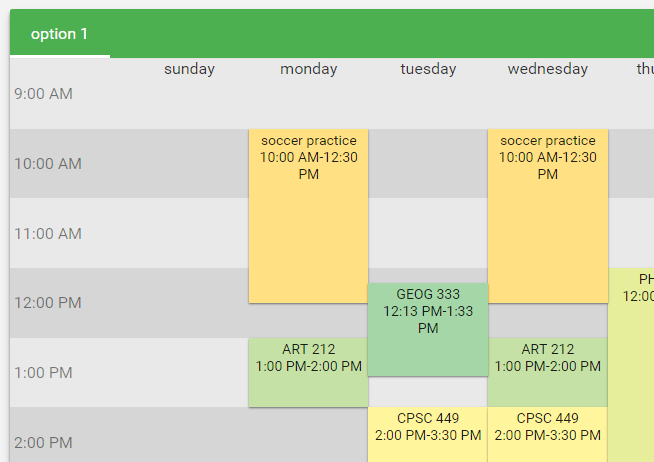 option 1
sunday monday tuesday wednesday
9:00 AM
10:00 AM
11:00 AM
12:00 PM
1:00 PM
2:00 PM
soccer practice
10:00 AM-12:30
PM
ART 212
1:00 PM-2:00 PM
GEOG 333
12:13 PM-1:33
PM
CPSC 449
2:00 PM-3:30 PM
soccer practice
10:00 AM-12:30
PM
ART 212
1:00 PM-2:00 PM
CPSC 449
2:00 PM-3:30 PM